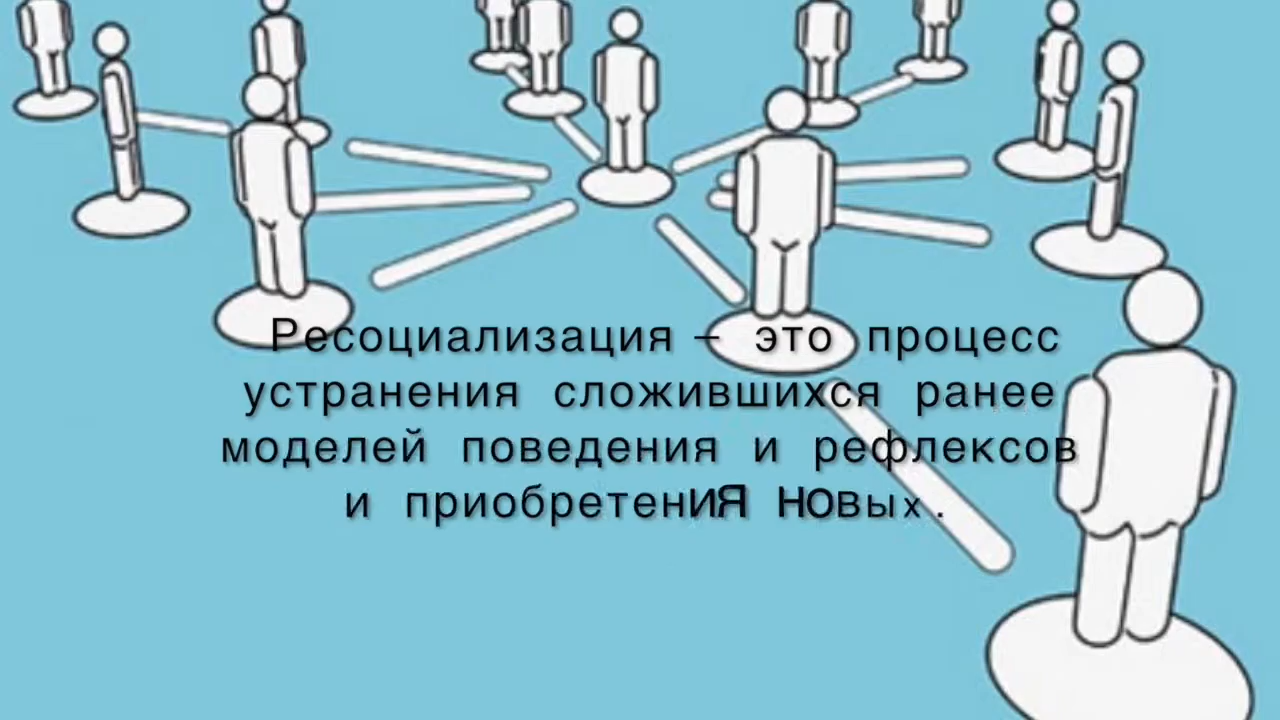 Ресоциализация – это процесс
устранения сложившихся ранее
моделей поведения и рефлексов
и приобретения новых.